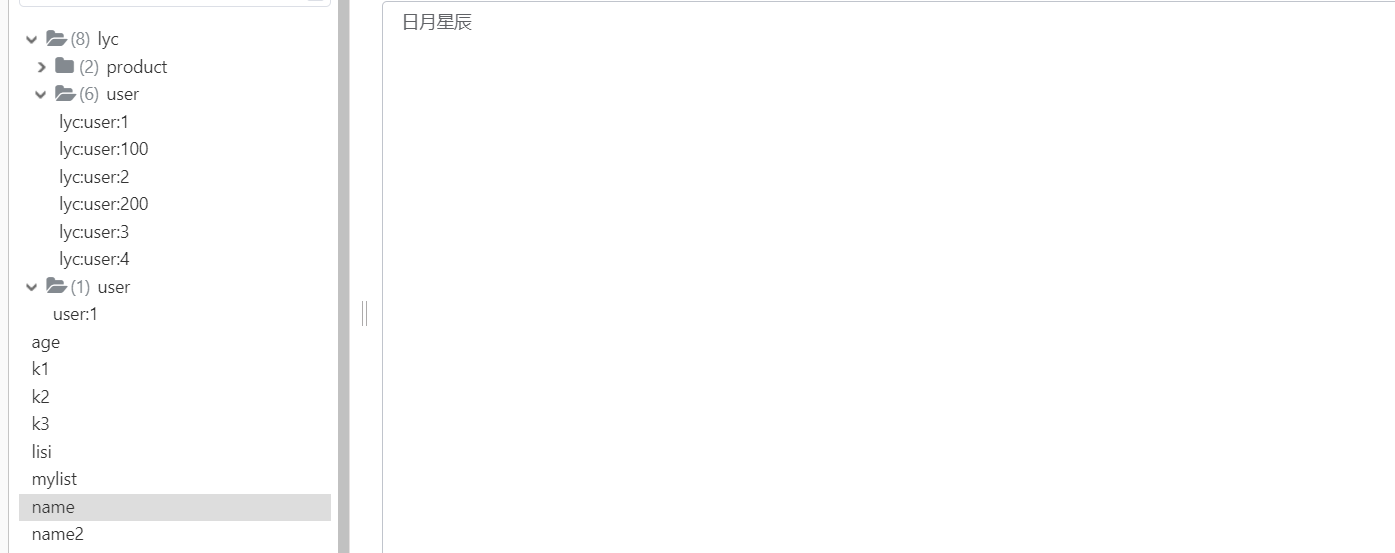 (8) lyc
(2) product
(6) user
lyc:user:1
lyc:user:100
lyc:user:2
lyc:user:200
lyc:user:3
lyc:user:4
(1) user
user:1
age
k1
k2
k3
lisi
mylist
name
name2
日月星辰